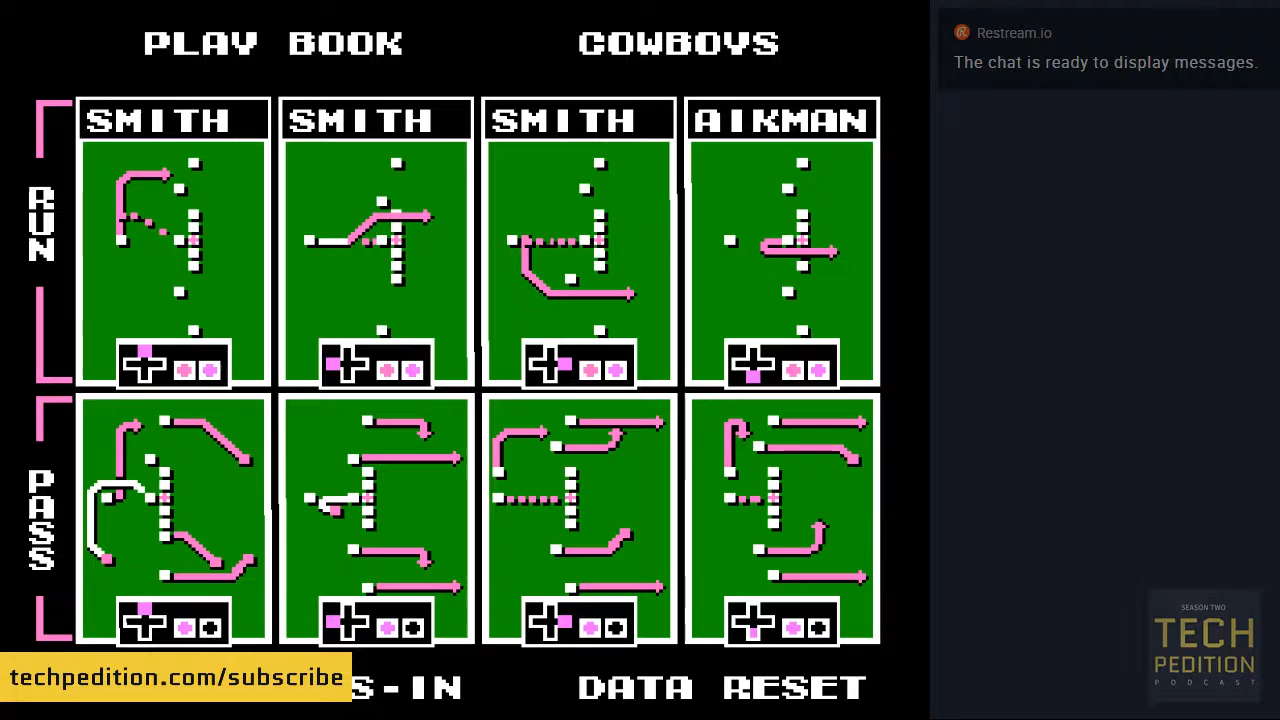 PLAY BOOK COWBOYS
Restream.io
The chat is ready to display messages.
SMITH SMITH SMITH AIKMAN
RUN
PASS
SEASON TWO
TECH
PEDITION
PODCAST
techpedition.com/subscribe
S-IN DATA RESET